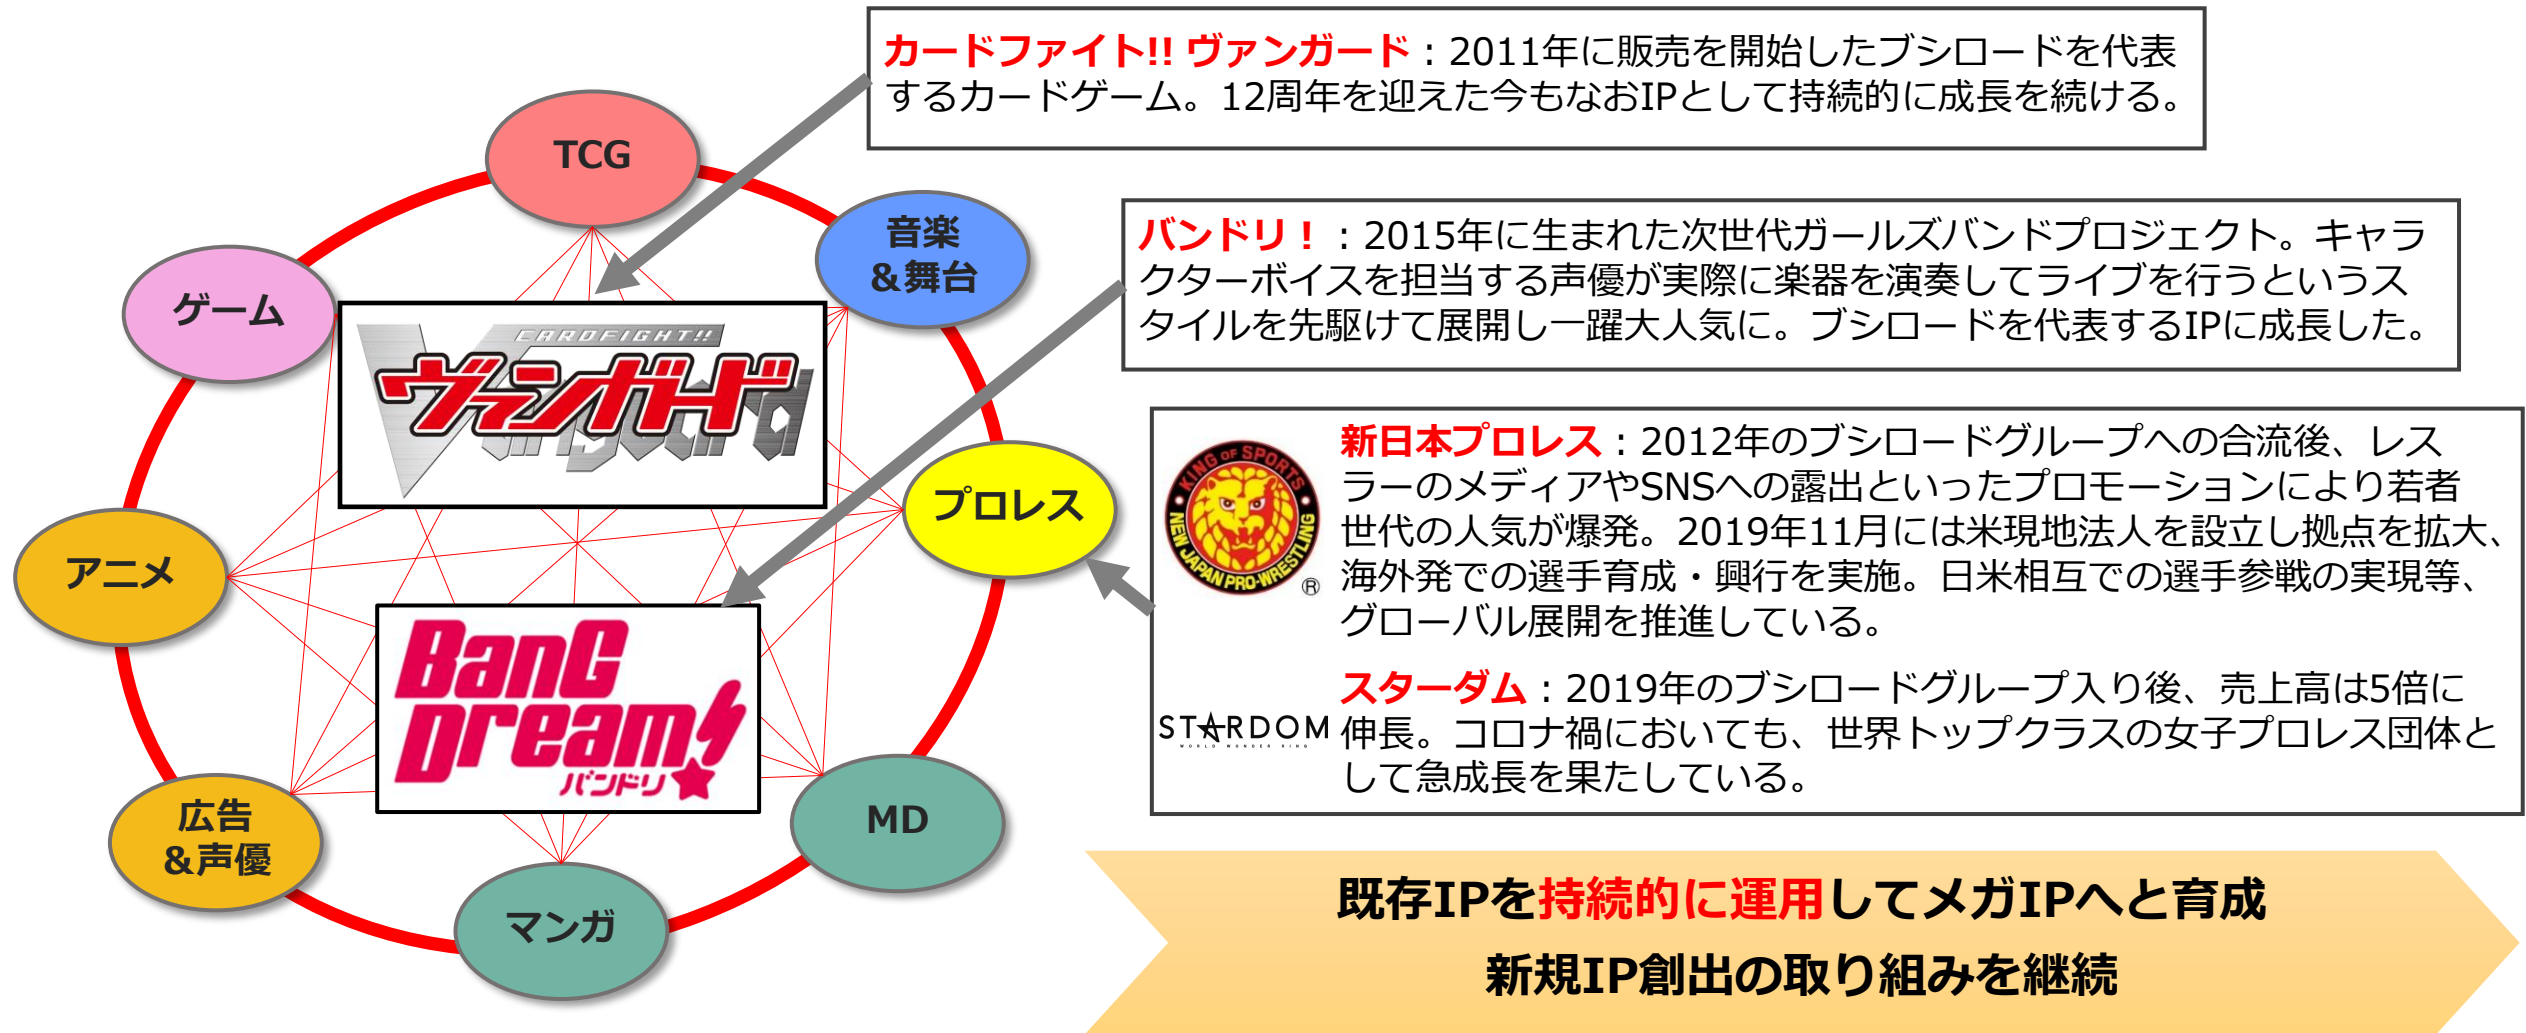 カードファイト!! ヴァンガード：2011年に販売を開始したブシロードを代表
するカードゲーム。12周年を迎えた今もなおIPとして持続的に成長を続ける。
TCG
音楽
＆舞台
バンドリ！：2015年に生まれた次世代ガールズバンドプロジェクト。キャラ
クターボイスを担当する声優が実際に楽器を演奏してライブを行うというス
タイルを先駆けて展開し一躍大人気に。ブシロードを代表するIPに成長した。
ゲーム
CARDFIGHT!!
ヴァンガード
Vanguard
プロレス
KING OF SPORTS
NEW JAPAN PRO-WRESTLING
®
新日本プロレス：2012年のブシロードグループへの合流後、レス
ラーのメディアやSNSへの露出といったプロモーションにより若者
世代の人気が爆発。2019年11月には米現地法人を設立し拠点を拡大、
海外発での選手育成・興行を実施。日米相互での選手参戦の実現等、
グローバル展開を推進している。
アニメ
BanG
Dream!
バンドリ
STARDOM
WORLD WONDER RING
スターダム：2019年のブシロードグループ入り後、売上高は5倍に
伸長。コロナ禍においても、世界トップクラスの女子プロレス団体と
して急成長を果たしている。
広告
＆声優
MD
マンガ
既存IPを持続的に運用してメガIPへと育成
新規IP創出の取り組みを継続